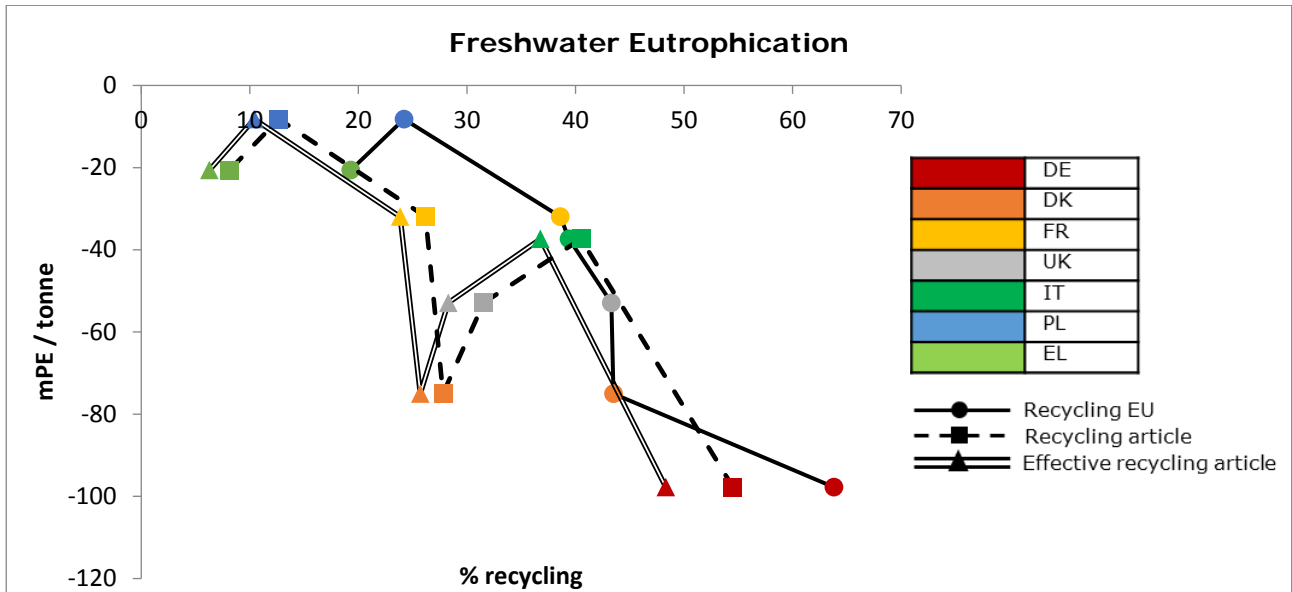 Freshwater Eutrophication
0
0 10 20 30 40 50 60 70
-20
-40
-60
-80
-100
-120
mPE / tonne
% recycling
DE
DK
FR
UK
IT
PL
EL
Recycling EU
Recycling article
Effective recycling article